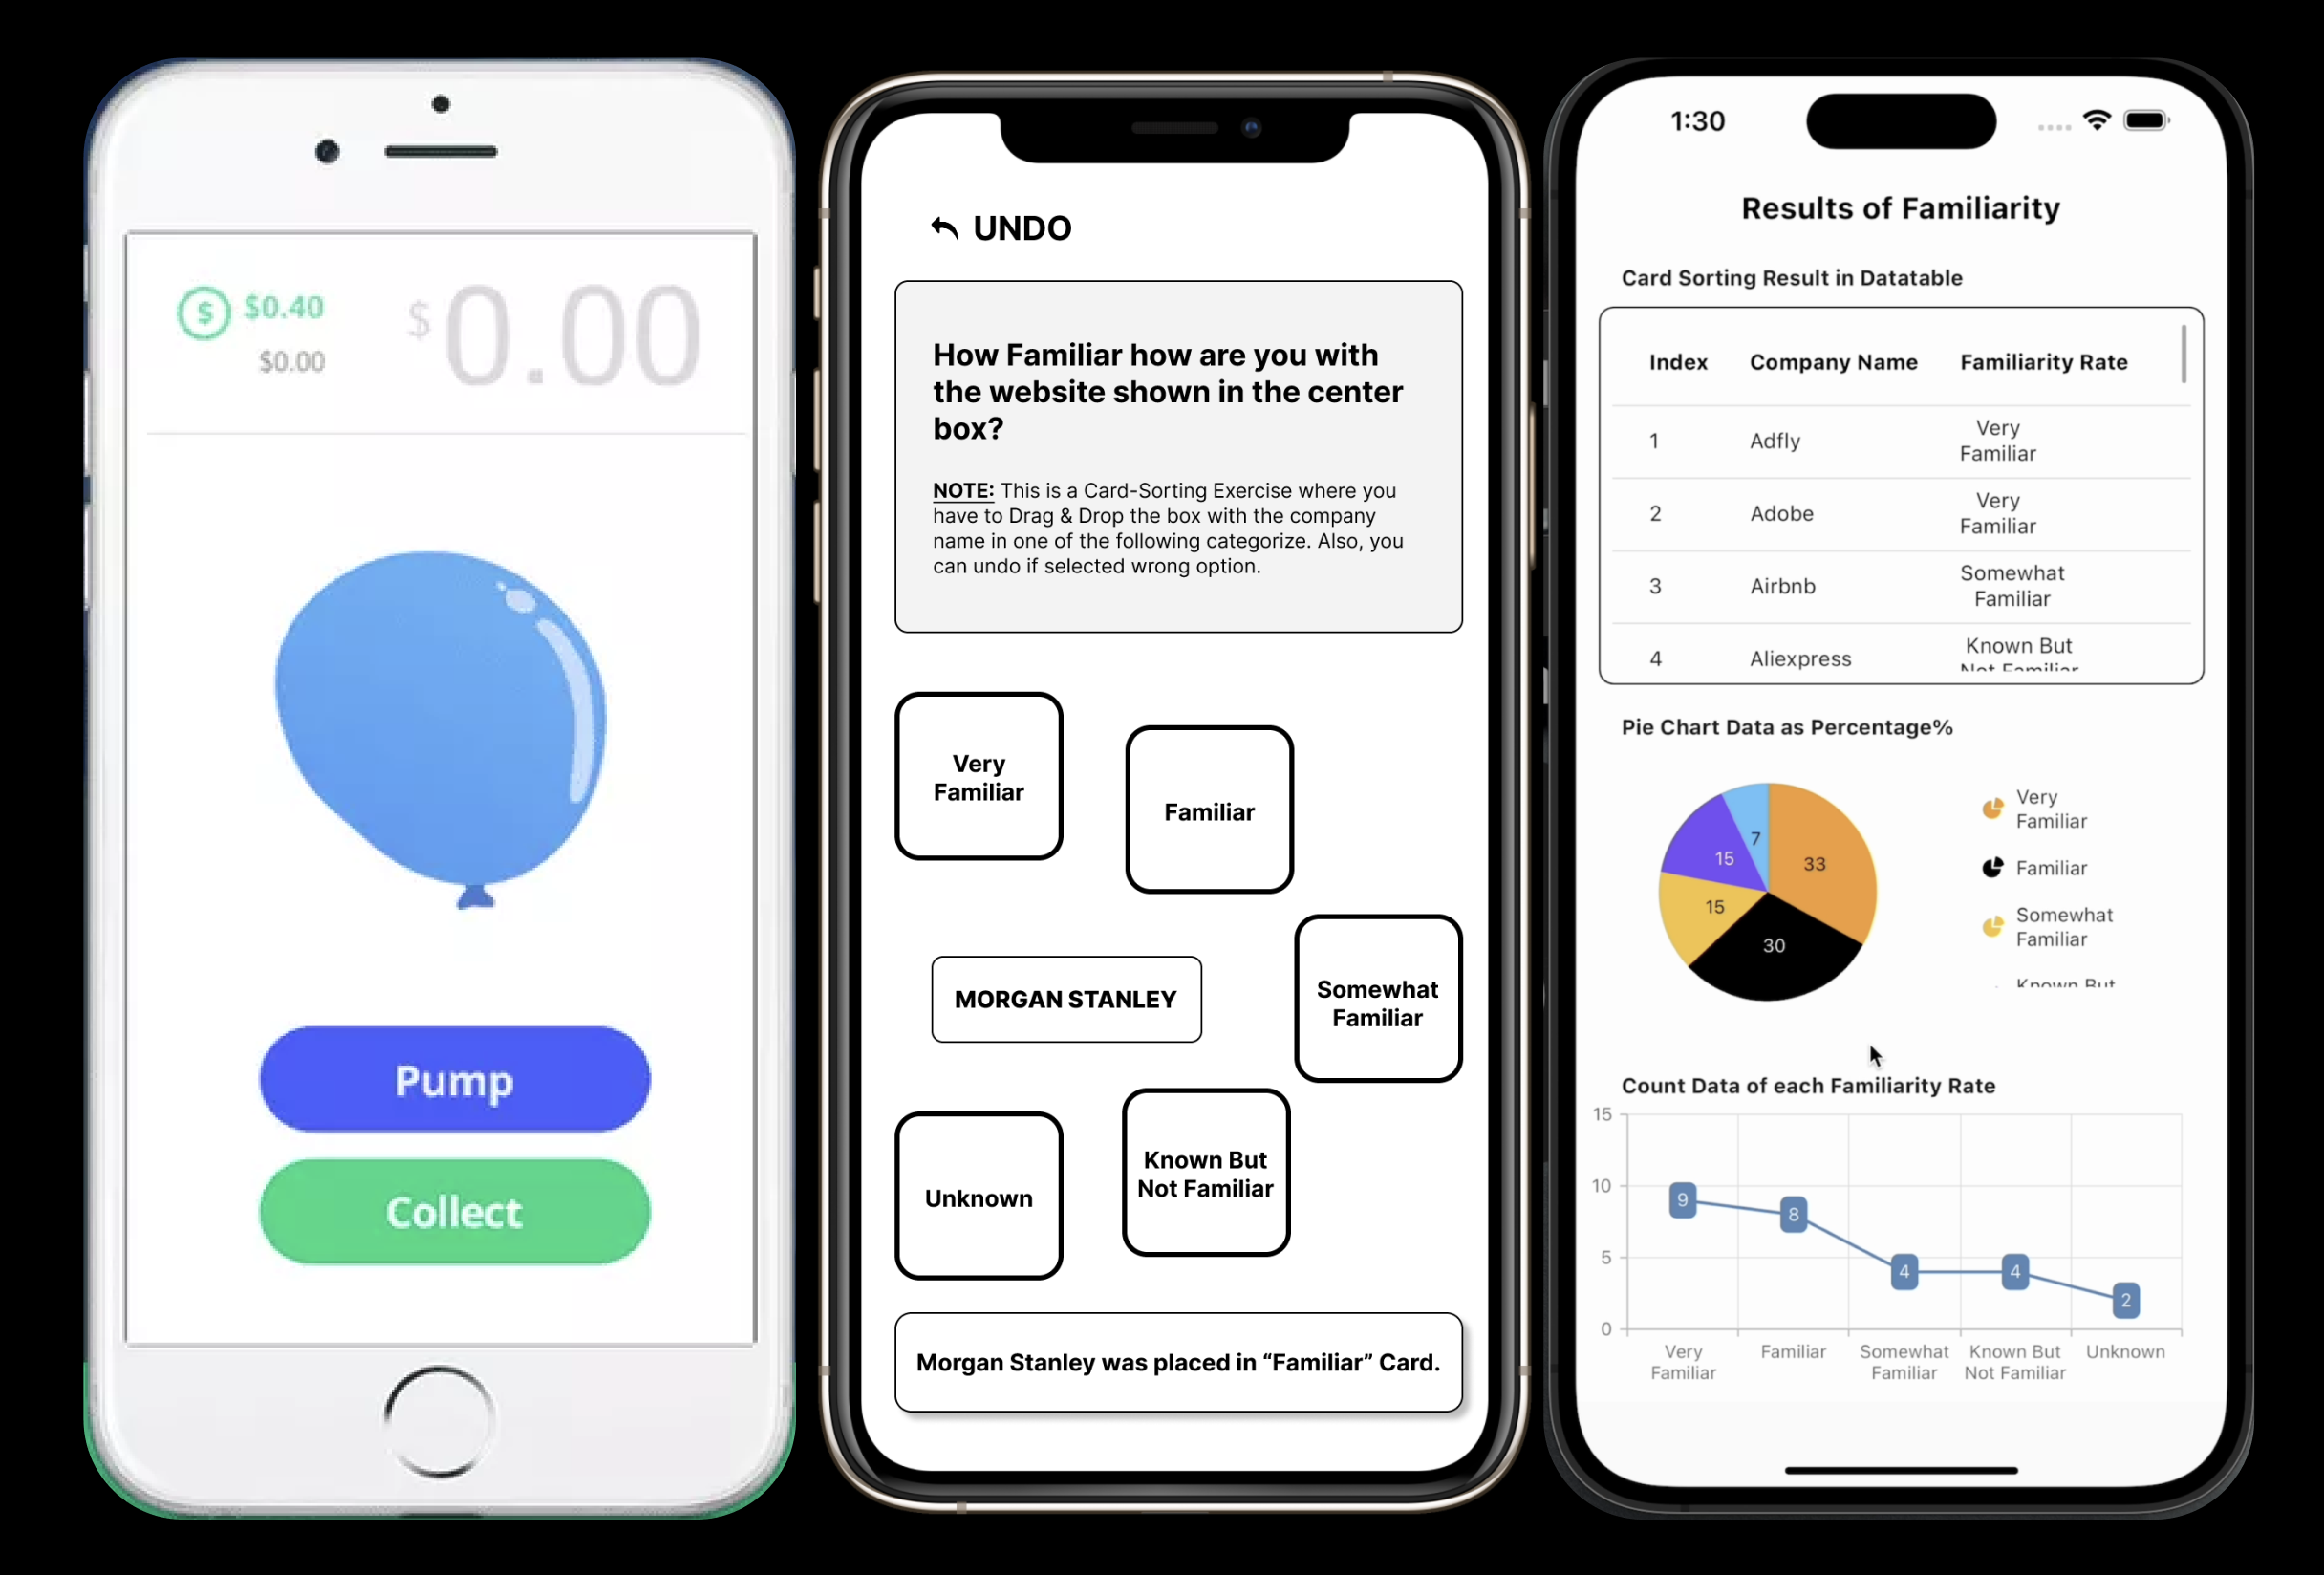 $ $0.40
$0.00
$0.00
Pump
Collect
UNDO
How Familiar how are you with
the website shown in the center
box?
NOTE: This is a Card-Sorting Exercise where you
have to Drag & Drop the box with the company
name in one of the following categorize. Also, you
can undo if selected wrong option.
Very
Familiar
Familiar
MORGAN STANLEY
Somewhat
Familiar
Unknown
Known But
Not Familiar
Morgan Stanley was placed in “Familiar” Card.
1:30
Results of Familiarity
Card Sorting Result in Datatable
Index Company Name Familiarity Rate
1 Adfly Very
Familiar
2 Adobe Very
Familiar
3 Airbnb Somewhat
Familiar
4 Aliexpress Known But
Not Familiar
Pie Chart Data as Percentage%
7
15
33
15
30
Very
Familiar
Familiar
Somewhat
Familiar
Known But
Count Data of each Familiarity Rate
15
10
5
0
9
8
4
4
2
Very
Familiar
Familiar
Somewhat
Familiar
Known But
Not Familiar
Unknown